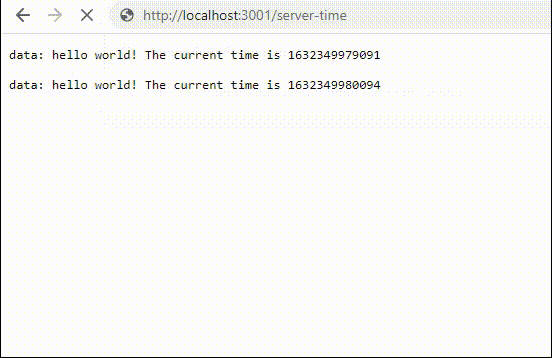 http://localhost:3001/server-time
data: hello world! The current time is 1632349979091
data: hello world! The current time is 1632349980094